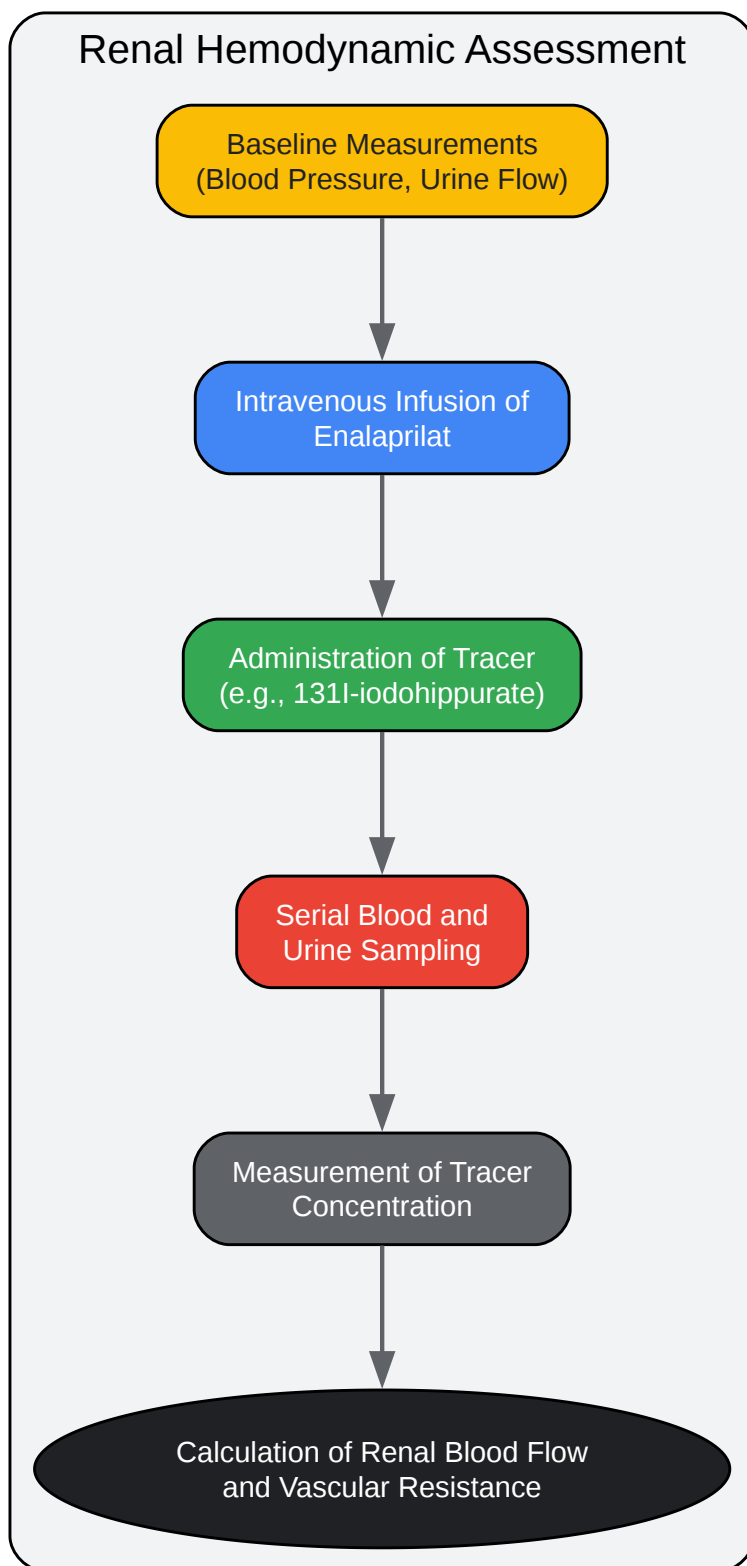 Renal Hemodynamic Assessment
Baseline Measurements
(Blood Pressure, Urine Flow)
Intravenous Infusion of
Enalaprilat
Administration of Tracer
(e.g., 131I-iodohippurate)
Serial Blood and
Urine Sampling
Measurement of Tracer
Concentration
Calculation of Renal Blood Flow
and Vascular Resistance